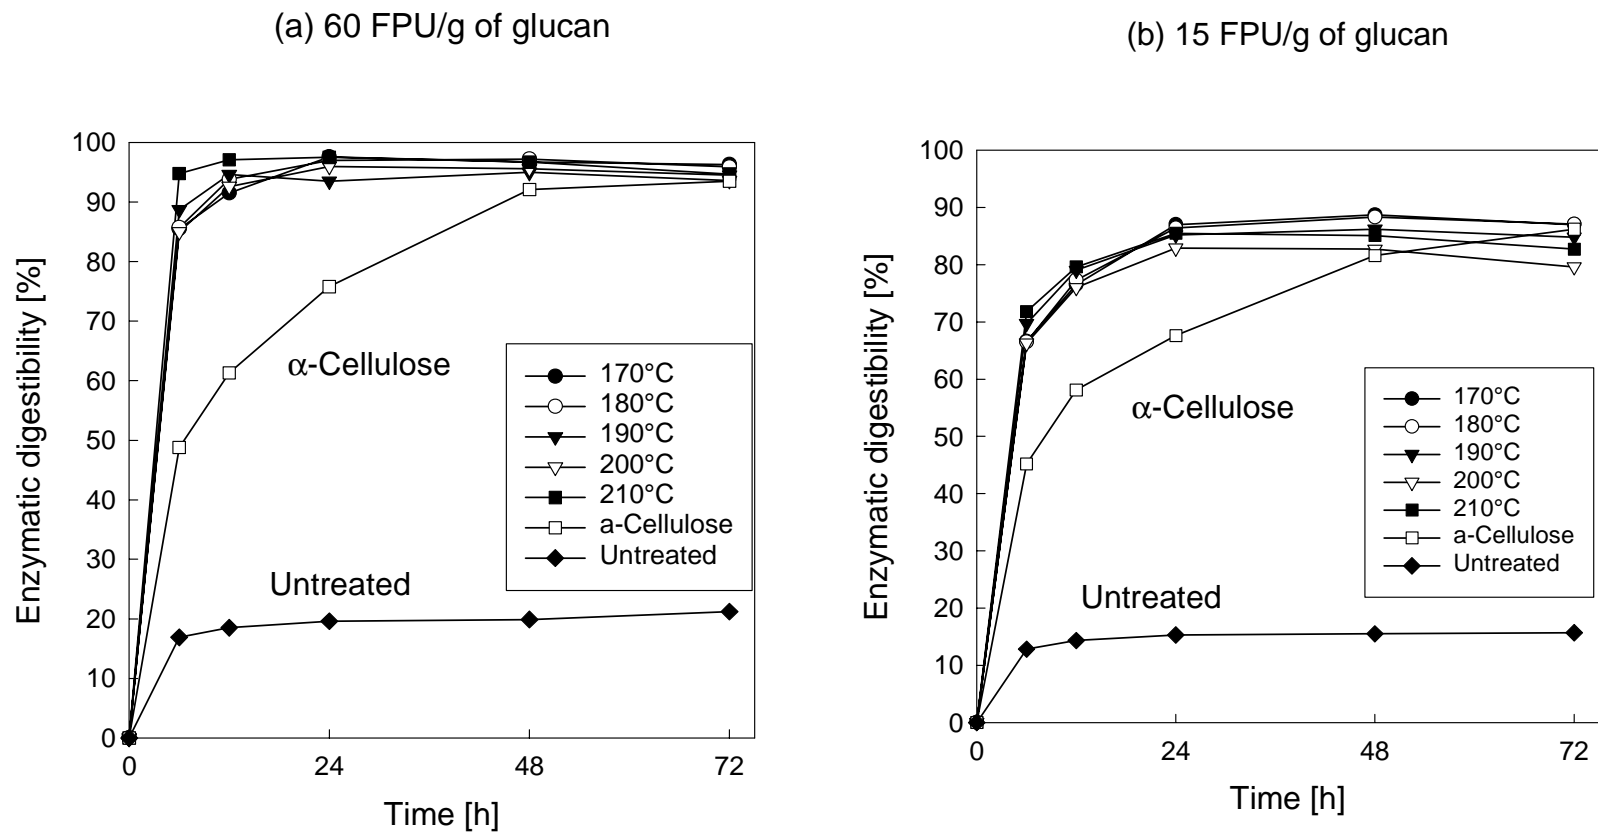 (a) 60 FPU/g of glucan
100
90
80
70
60
50
40
30
20
10
0
0 24 48 72
Time [h]
Enzymatic digestibility [%]
α-Cellulose
Untreated
170°C
180°C
190°C
200°C
210°C
a-Cellulose
Untreated
(b) 15 FPU/g of glucan
100
90
80
70
60
50
40
30
20
10
0
0 24 48 72
Time [h]
Enzymatic digestibility [%]
α-Cellulose
Untreated
170°C
180°C
190°C
200°C
210°C
a-Cellulose
Untreated